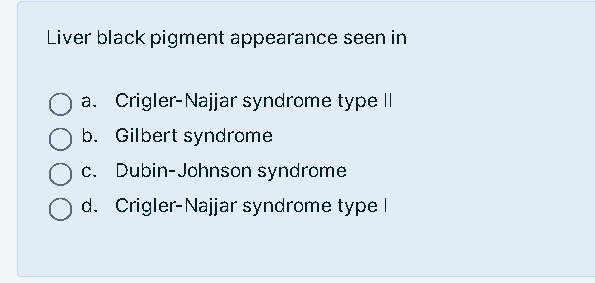 Liver black pigment appearance seen in
a. Crigler-Najjar syndrome type II
b. Gilbert syndrome
c. Dubin-Johnson syndrome
d. Crigler-Najjar syndrome type I